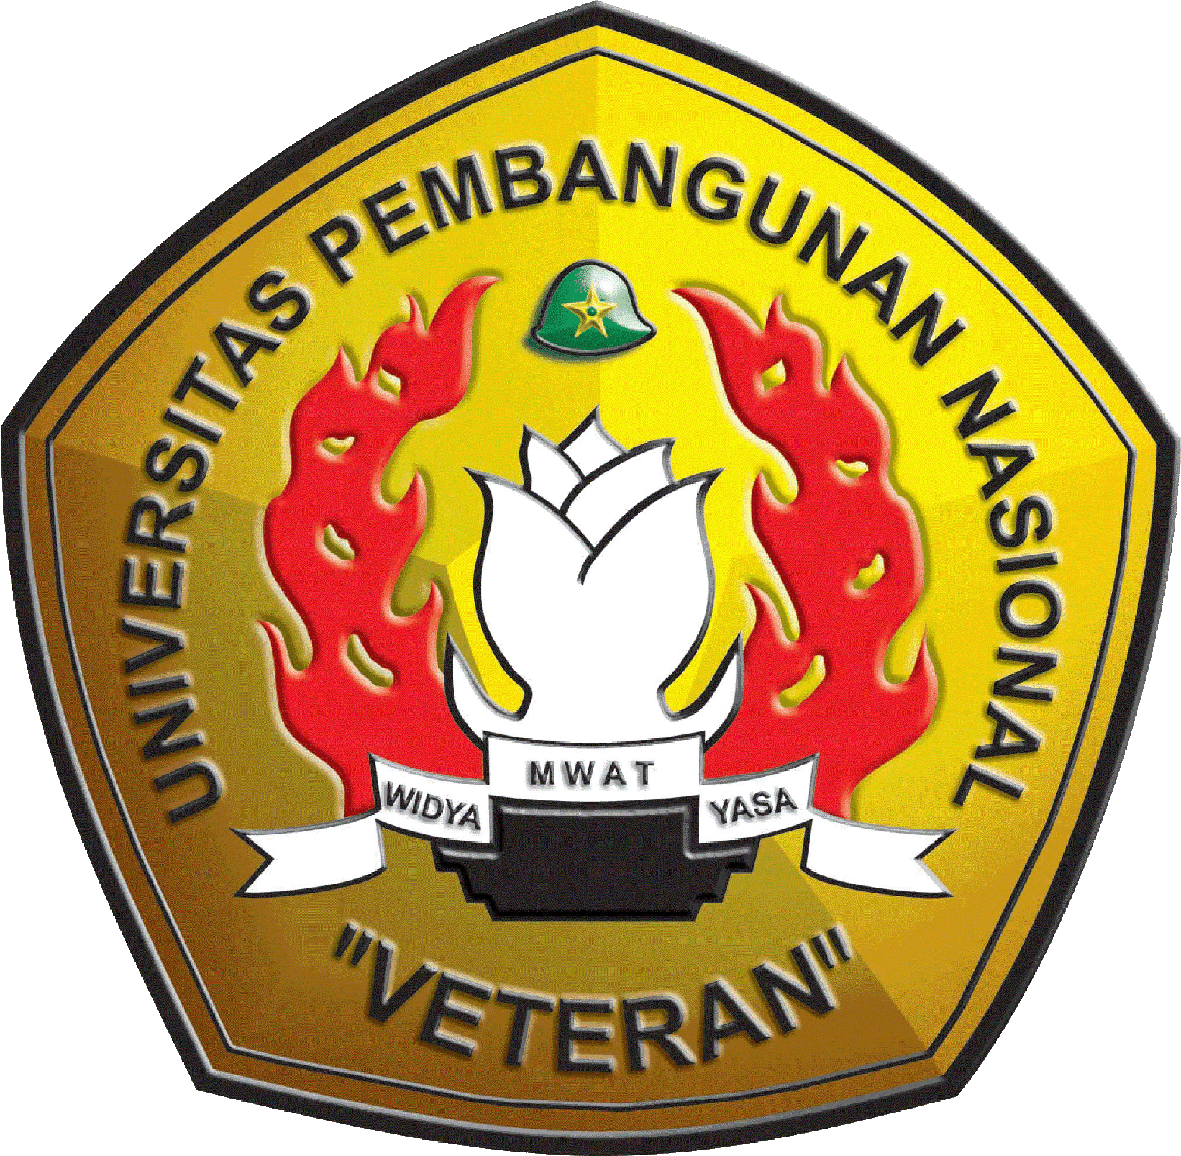 UNIVERSITAS PEMBANGUNAN NASIONAL
WIDYA MWAT YASA
"VETERAN"